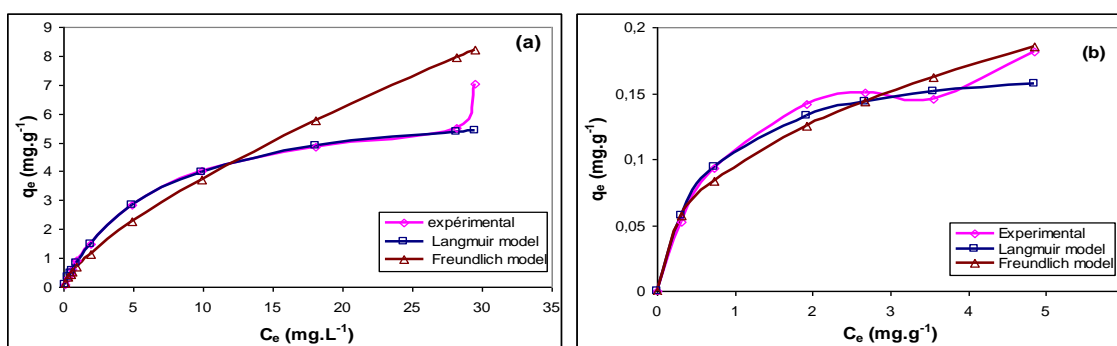 (a)
qe (mg.g-1)
9
8
7
6
5
4
3
2
1
0
0 5 10 15 20 25 30 35
Ce (mg.L-1)
expérimental
Langmuir model
Freundlich model
(b)
qe (mg.g-1)
0,2
0,15
0,1
0,05
0
0 1 2 3 4 5
Ce (mg.g-1)
Experimental
Langmuir model
Freundlich model